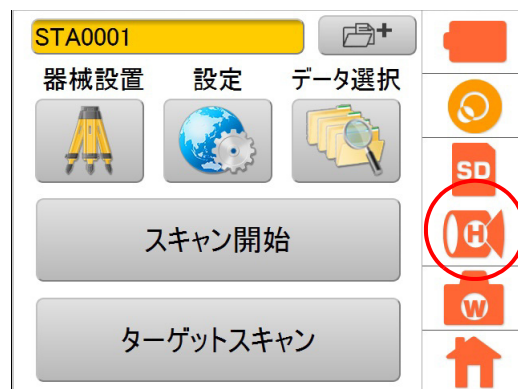 STA0001
器械設置 設定 データ選択
SD
スキャン開始
H
W
ターゲットスキャン